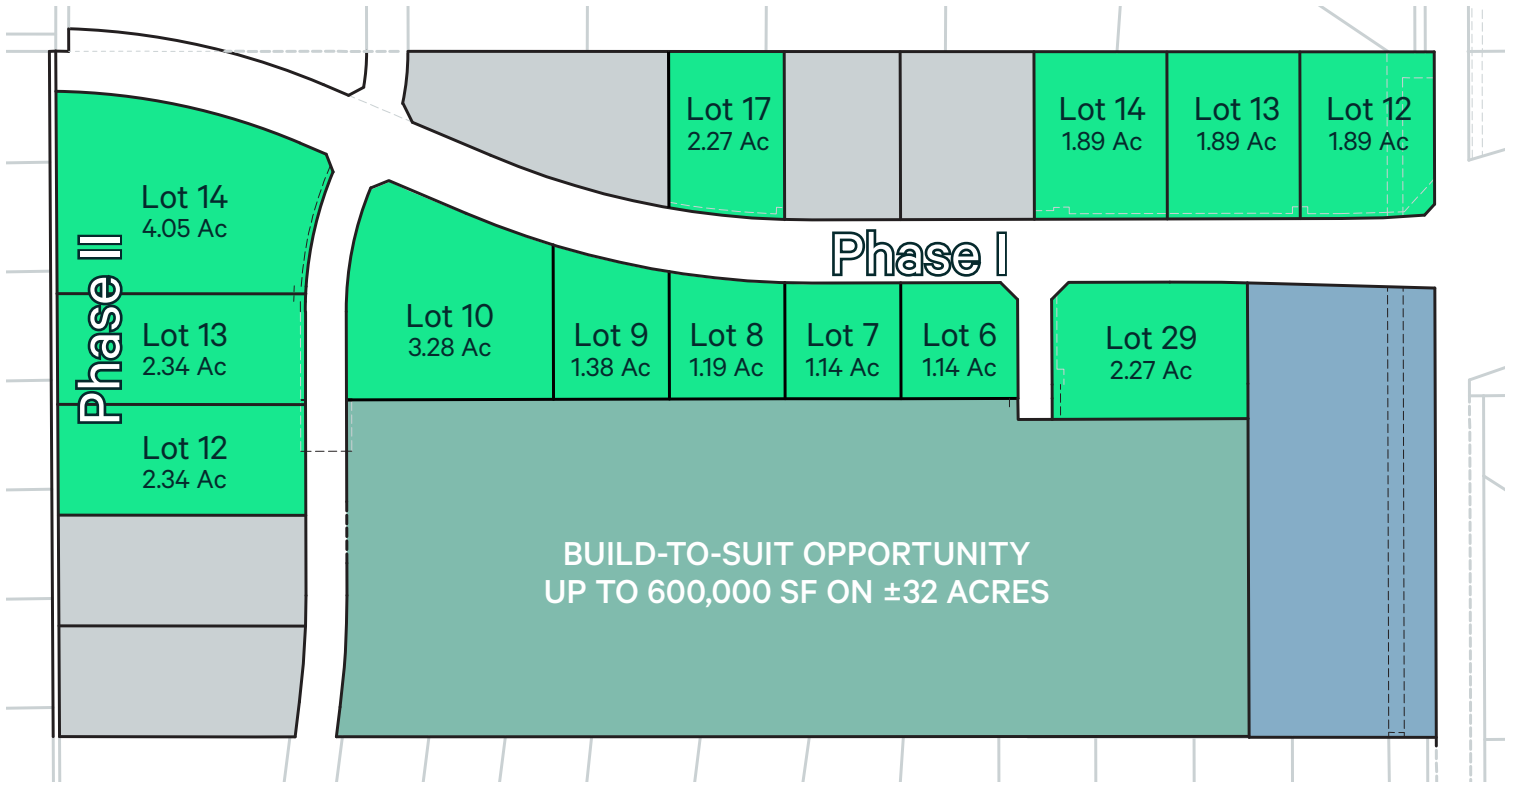 Lot 17
2.27 Ac
Lot 14
1.89 Ac
Lot 13
1.89 Ac
Lot 12
1.89 Ac
Phase I
Phase II
Lot 14
4.05 Ac
Lot 13
2.34 Ac
Lot 12
2.34 Ac
Lot 10
3.28 Ac
Lot 9
1.38 Ac
Lot 8
1.19 Ac
Lot 7
1.14 Ac
Lot 6
1.14 Ac
Lot 29
2.27 Ac
BUILD-TO-SUIT OPPORTUNITY
UP TO 600,000 SF ON ±32 ACRES